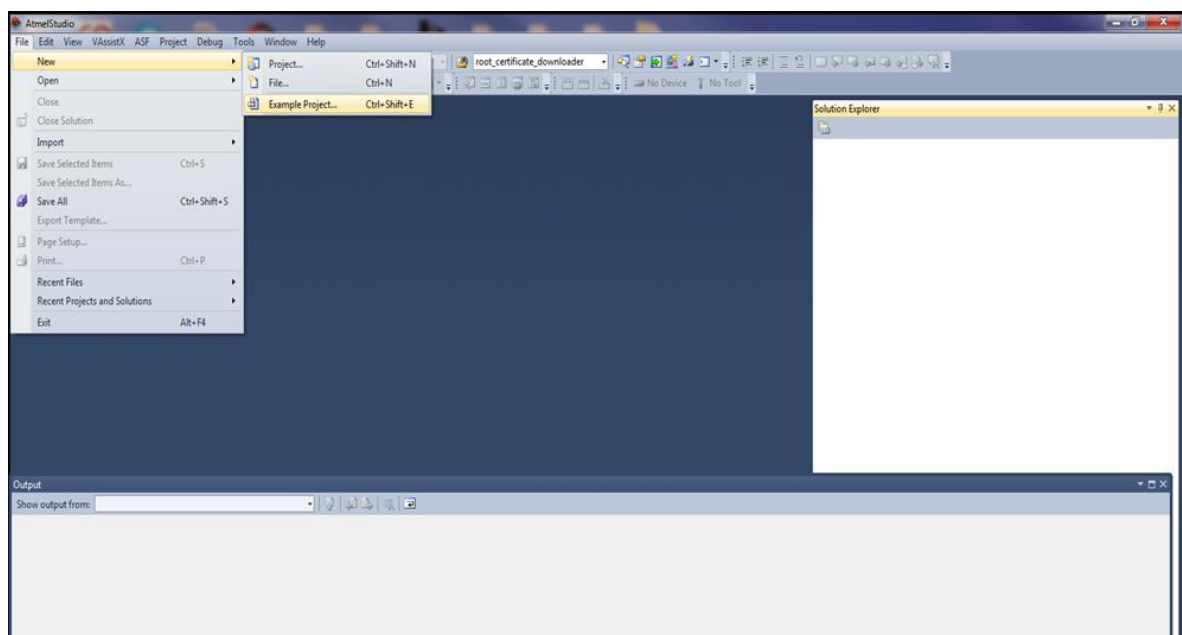 AtmelStudio
File Edit View VAssistX ASF Project Debug Tools Window Help
New
Open
Close
Close Solution
Import
Save Selected Items Ctrl+S
Save Selected Items As...
Save All Ctrl+Shift+S
Export Template...
Page Setup...
Print... Ctrl+P
Recent Files
Recent Projects and Solutions
Exit Alt+F4
Project... Ctrl+Shift+N
File... Ctrl+N
Example Project... Ctrl+Shift+E
root_certificate_downloader
No Device No Tool
Solution Explorer
Output
Show output from: